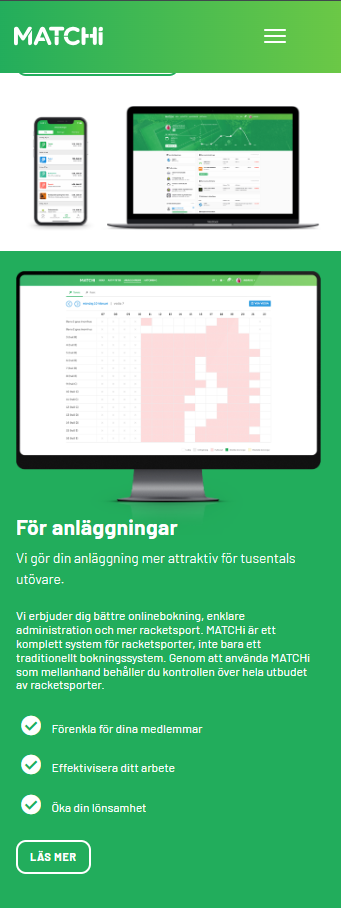 MATCHi
För anläggningar
Vi gör din anläggning mer attraktiv för tusentals
utövare.
Vi erbjuder dig bättre onlinebokning, enklare
administration och mer racketsport. MATCHi är ett
komplett system för racketsporter, inte bara ett
traditionellt bokningssystem. Genom att använda MATCHi
som mellanhand behåller du kontrollen över hela utbudet
av racketsporter.
Förenkla för dina medlemmar
Effektivisera ditt arbete
Öka din lönsamhet
LÄS MER